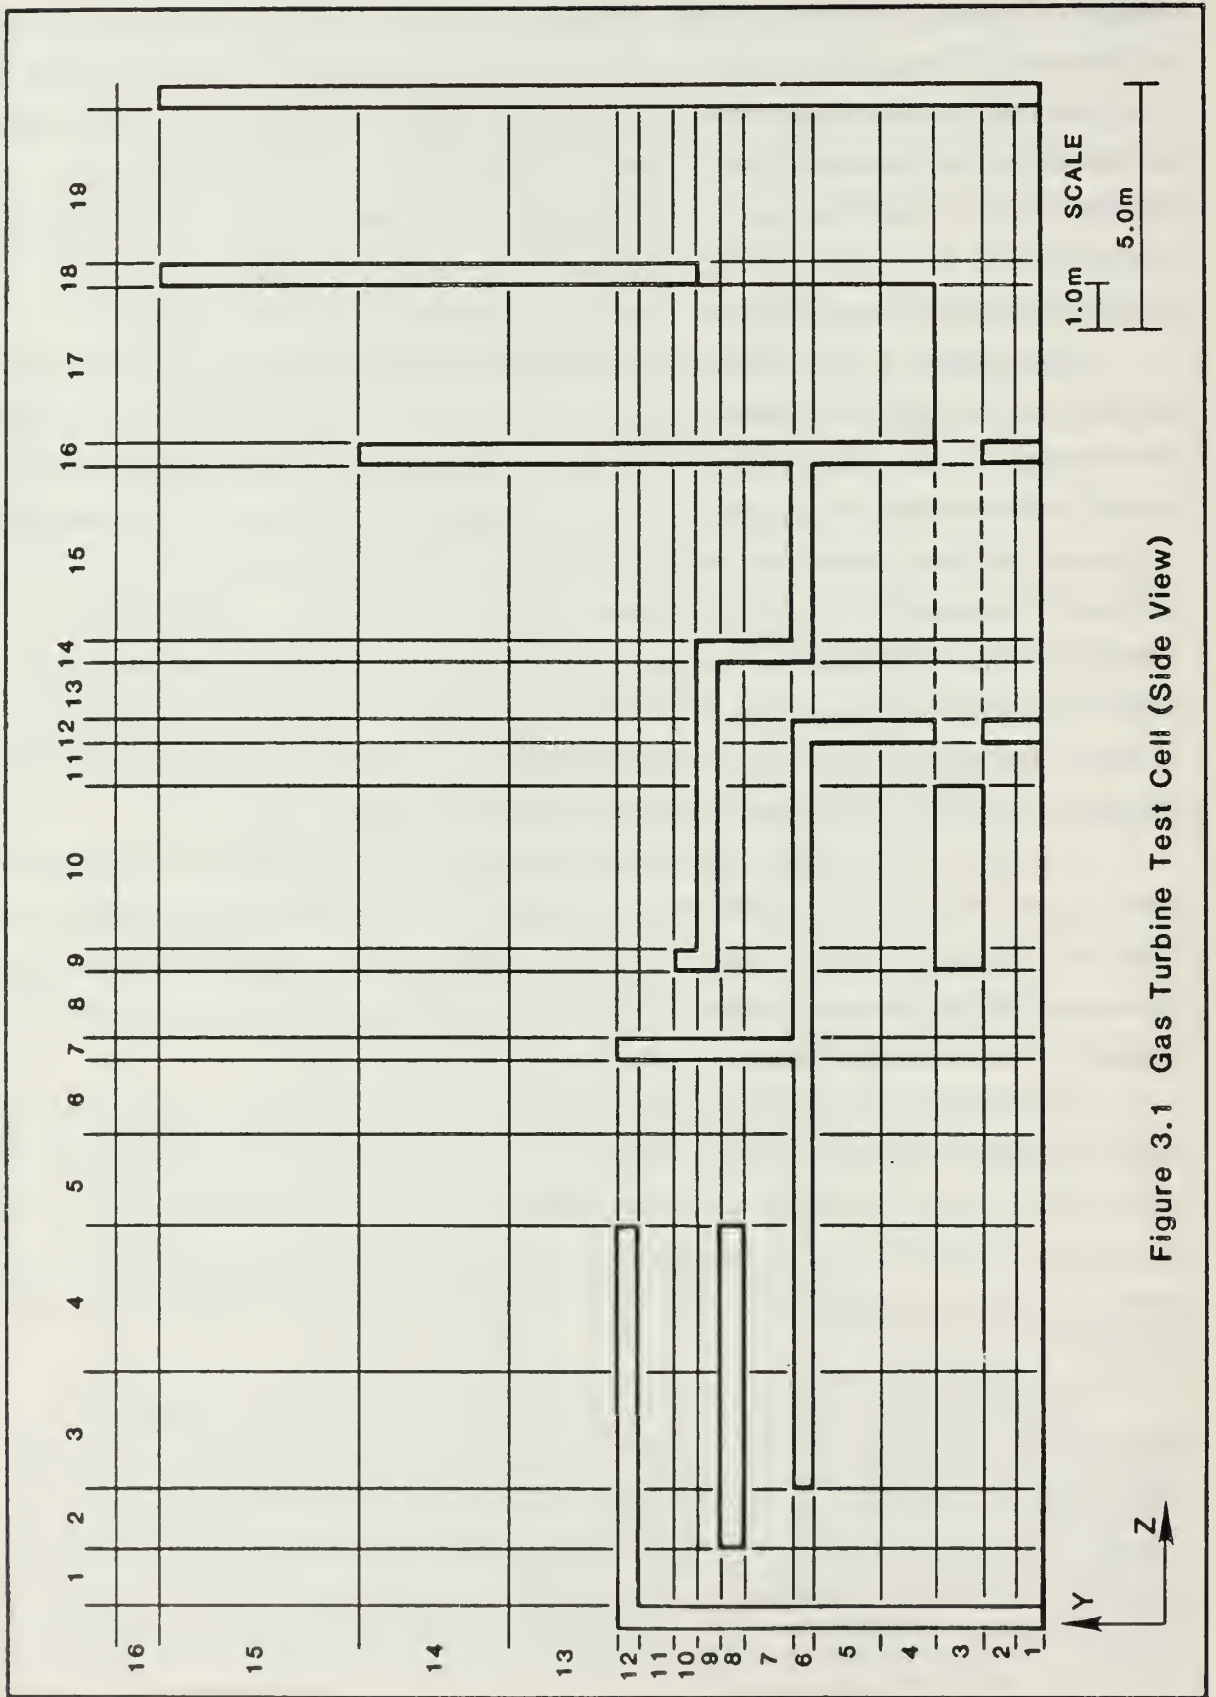 1 2 3 4 5 6 7 8 9 10 11 12 13 14 15 16 17 18 19
16
15
14
13
12
11
10
9
8
7
6
5
4
3
2
1
Y
Z
1.0m SCALE
5.0m
Figure 3.1 Gas Turbine Test Cell (Side View)